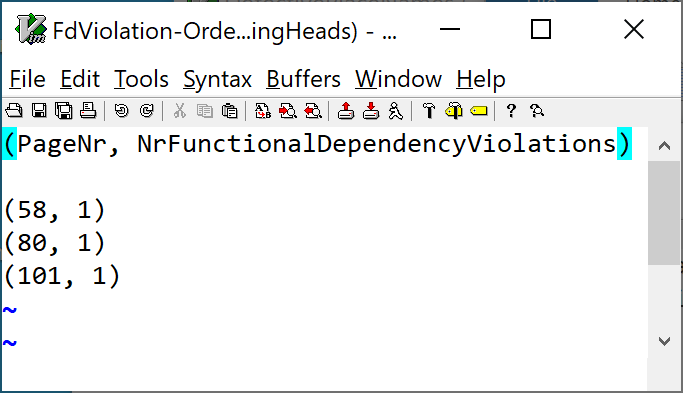 FdViolation-Orde...ingHeads) - ...
File Edit Tools Syntax Buffers Window Help
(PageNr, NrFunctionalDependencyViolations)
(58, 1)
(80, 1)
(101, 1)
~
~